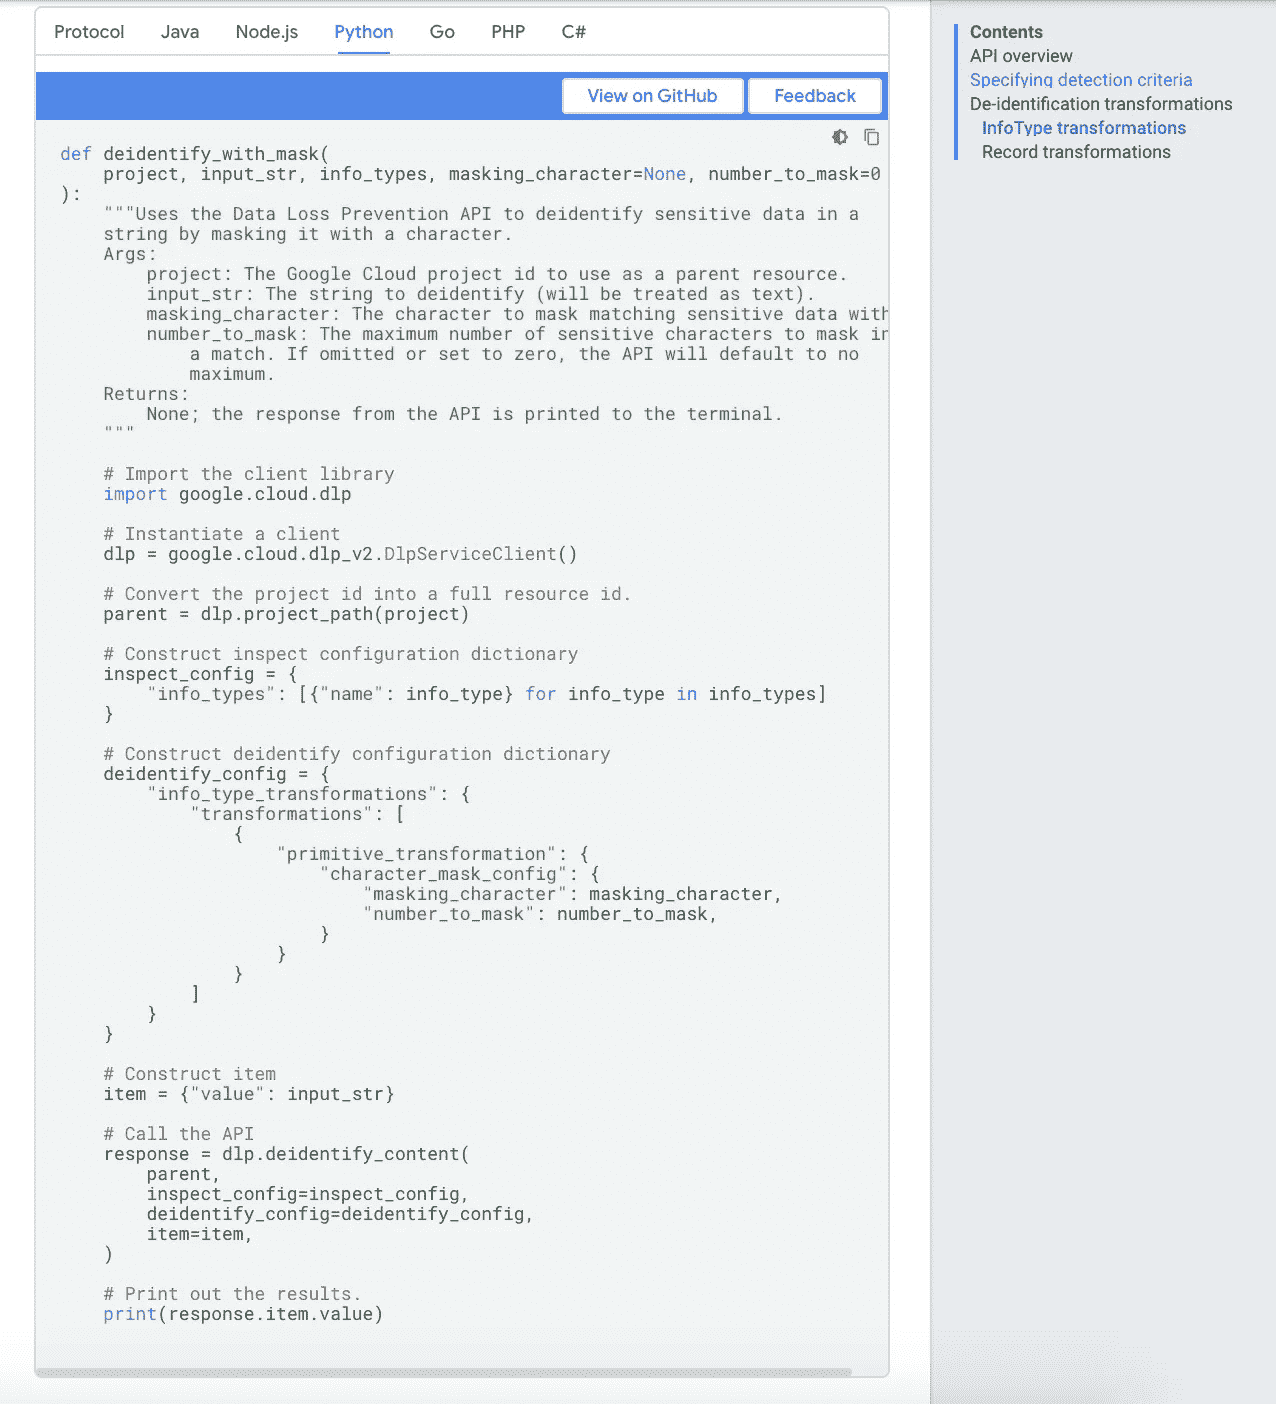 Protocol Java Node.js Python Go PHP C#
View on GitHub Feedback
def deidentify_with_mask(
    project, input_str, info_types, masking_character=None, number_to_mask=0
):
    """Uses the Data Loss Prevention API to deidentify sensitive data in a
    string by masking it with a character.
    Args:
        project: The Google Cloud project id to use as a parent resource.
        input_str: The string to deidentify (will be treated as text).
        masking_character: The character to mask matching sensitive data with
        number_to_mask: The maximum number of sensitive characters to mask in
            a match. If omitted or set to zero, the API will default to no
            maximum.
    Returns:
        None; the response from the API is printed to the terminal.
    """
    # Import the client library
    import google.cloud.dlp
    # Instantiate a client
    dlp = google.cloud.dlp_v2.DlpServiceClient()
    # Convert the project id into a full resource id.
    parent = dlp.project_path(project)
    # Construct inspect configuration dictionary
    inspect_config = {
        "info_types": [{"name": info_type} for info_type in info_types]
    }
    # Construct deidentify configuration dictionary
    deidentify_config = {
        "info_type_transformations": {
            "transformations": [
                {
                    "primitive_transformation": {
                        "character_mask_config": {
                            "masking_character": masking_character,
                            "number_to_mask": number_to_mask,
                        }
                    }
                }
            ]
        }
    }
    # Construct item
    item = {"value": input_str}
    # Call the API
    response = dlp.deidentify_content(
        parent,
        inspect_config=inspect_config,
        deidentify_config=deidentify_config,
        item=item,
    )
    # Print out the results.
    print(response.item.value)
Contents
API overview
Specifying detection criteria
De-identification transformations
InfoType transformations
Record transformations